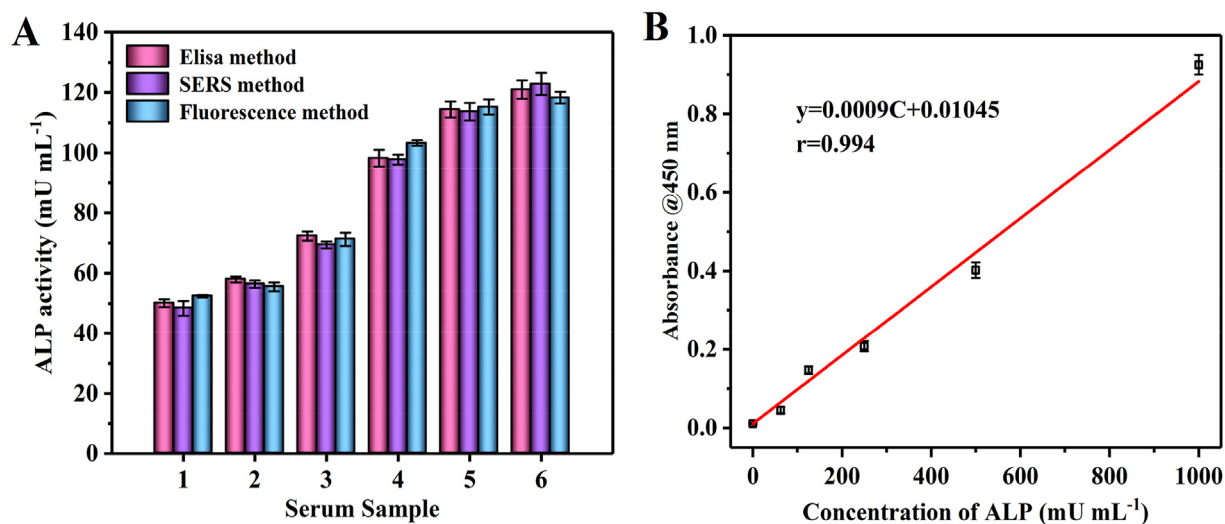 A
140
120
100
80
60
40
20
0
ALP activity (mU mL⁻¹)
Elisa method
SERS method
Fluorescence method
1 2 3 4 5 6
Serum Sample
B
1.0
0.8
0.6
0.4
0.2
0.0
Absorbance @450 nm
y=0.0009C+0.01045
r=0.994
0 200 400 600 800 1000
Concentration of ALP (mU mL⁻¹)